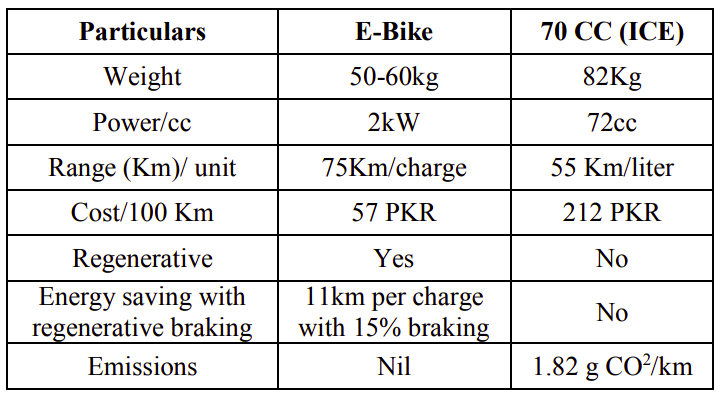 Particulars E-Bike 70 CC (ICE)
Weight 50-60kg 82Kg
Power/cc 2kW 72cc
Range (Km)/ unit 75Km/charge 55 Km/liter
Cost/100 Km 57 PKR 212 PKR
Regenerative Yes No
Energy saving with
regenerative braking
11km per charge
with 15% braking
No
Emissions Nil 1.82 g CO²/km